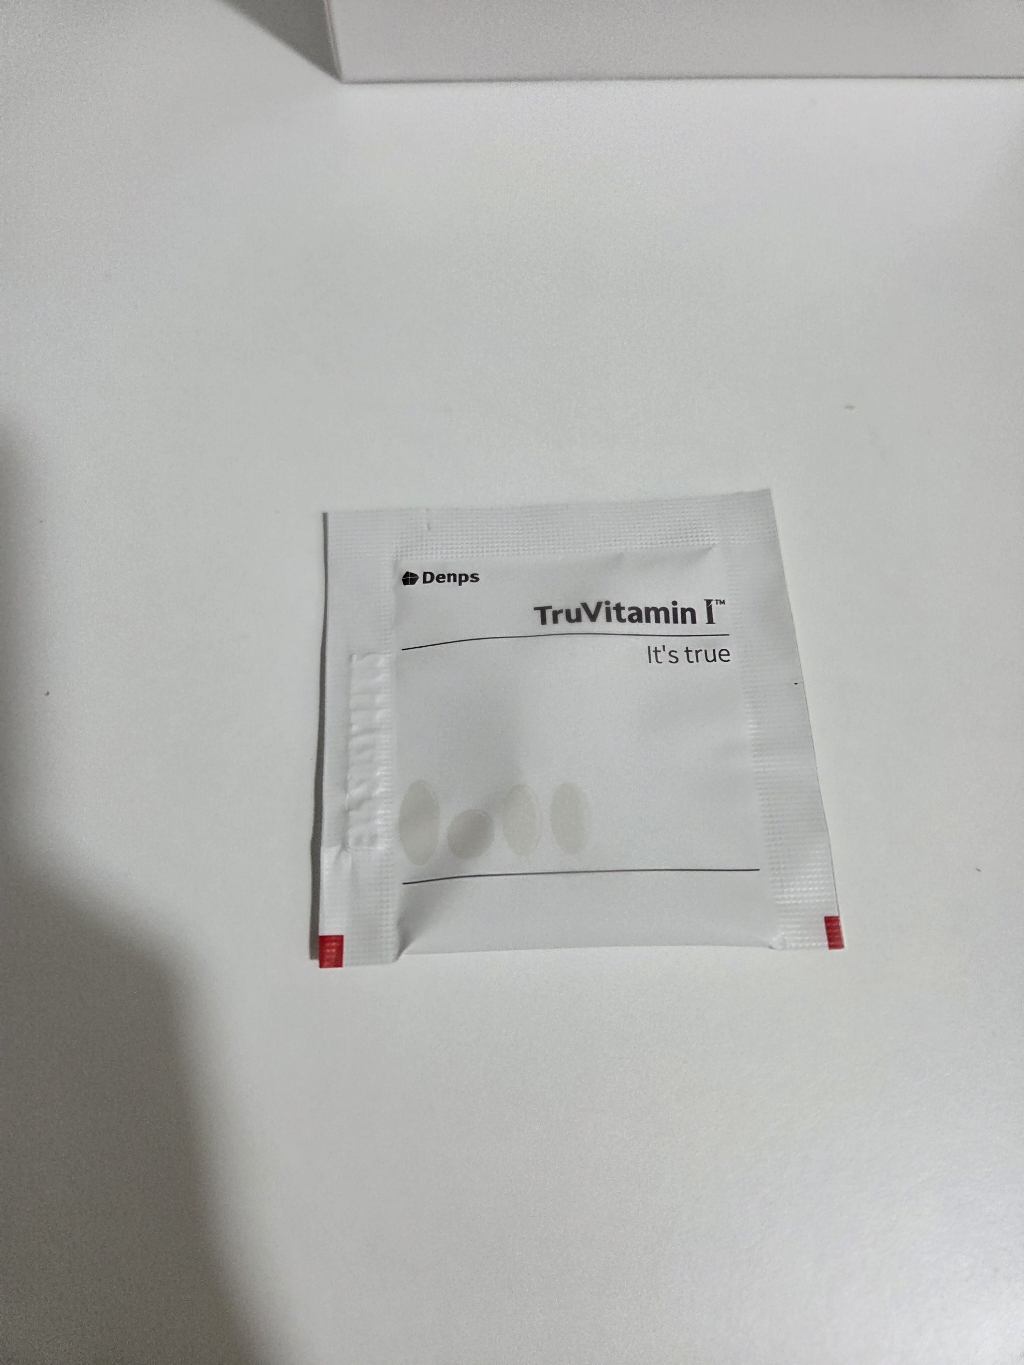 Denps
TruVitamin I™
It's true